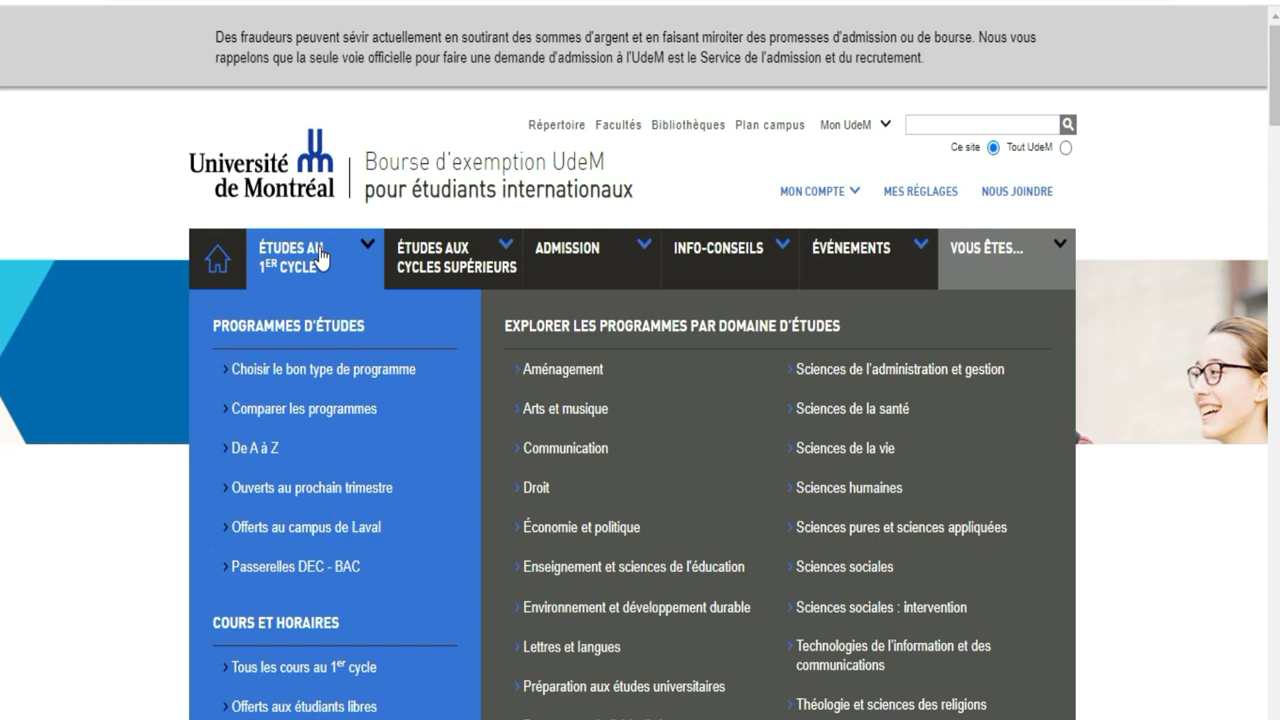 Des fraudeurs peuvent sévir actuellement en soutirant des sommes d'argent et en faisant miroiter des promesses d'admission ou de bourse. Nous vous
rappelons que la seule voie officielle pour faire une demande d'admission à l'UdeM est le Service de l'admission et du recrutement.
Répertoire Facultés Bibliothèques Plan campus Mon UdeM
Ce site Tout UdeM
Université
de Montréal
Bourse d'exemption UdeM
pour étudiants internationaux
MON COMPTE MES RÉGLAGES NOUS JOINDRE
ÉTUDES AU
1ER CYCLE
ÉTUDES AUX
CYCLES SUPÉRIEURS
ADMISSION
INFO-CONSEILS
ÉVÉNEMENTS
VOUS ÊTES...
PROGRAMMES D'ÉTUDES
Choisir le bon type de programme
Comparer les programmes
De A à Z
Ouverts au prochain trimestre
Offerts au campus de Laval
Passerelles DEC - BAC
COURS ET HORAIRES
Tous les cours au 1er cycle
Offerts aux étudiants libres
EXPLORER LES PROGRAMMES PAR DOMAINE D'ÉTUDES
Aménagement
Arts et musique
Communication
Droit
Économie et politique
Enseignement et sciences de l'éducation
Environnement et développement durable
Lettres et langues
Préparation aux études universitaires
Sciences de l'administration et gestion
Sciences de la santé
Sciences de la vie
Sciences humaines
Sciences pures et sciences appliquées
Sciences sociales
Sciences sociales : intervention
Technologies de l'information et des
communications
Théologie et sciences des religions